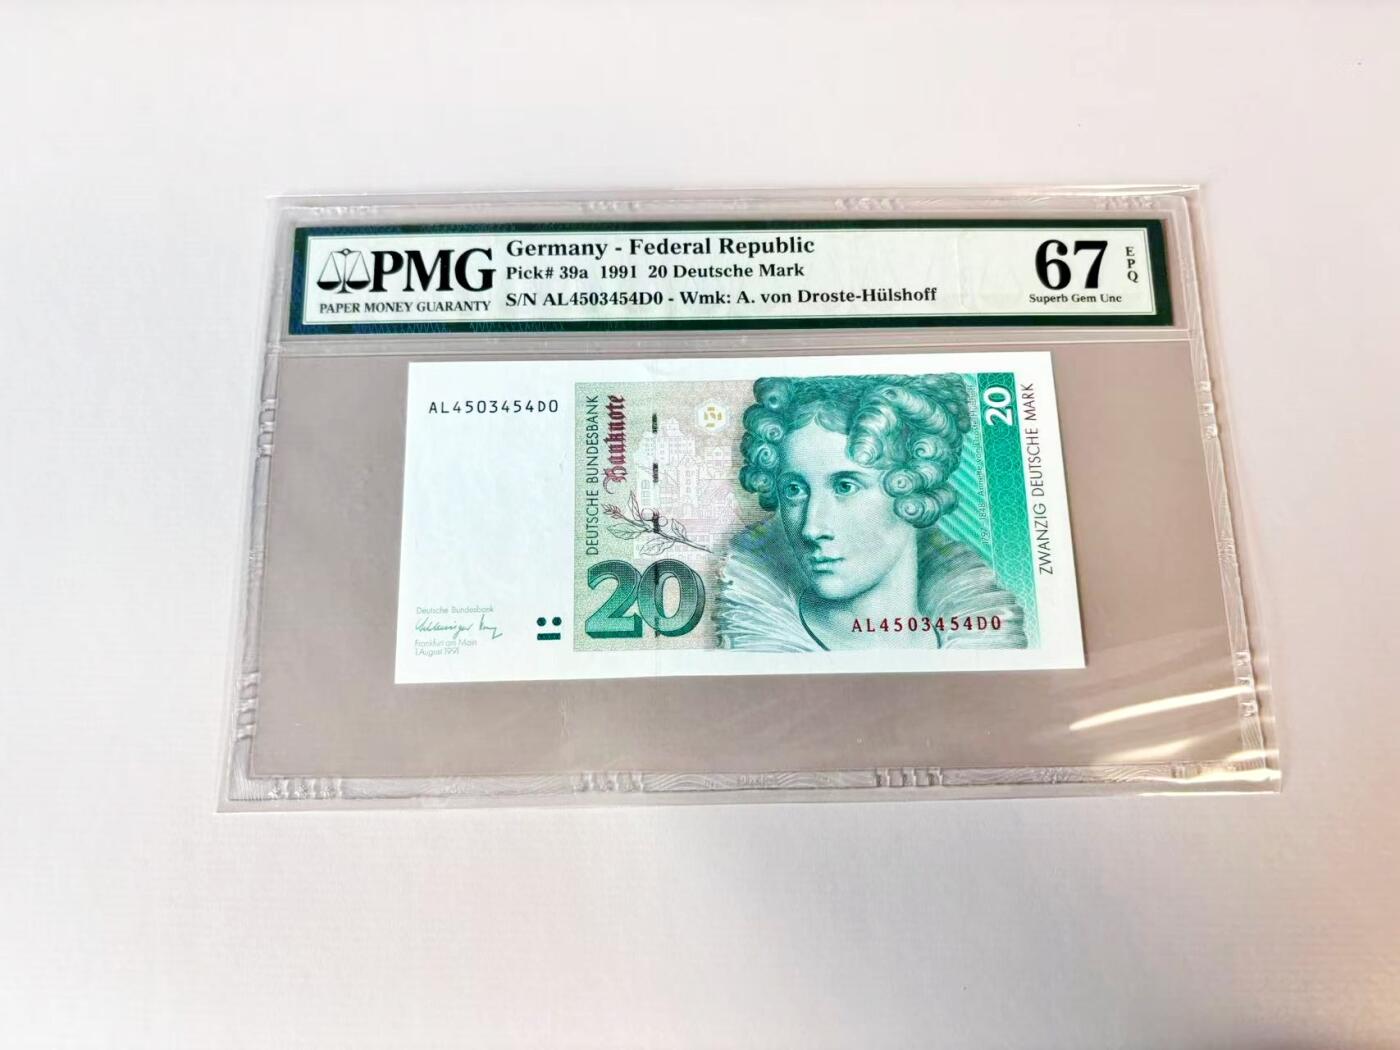 PMG
PAPER MONEY GUARANTY
Germany - Federal Republic
Pick# 39a 1991 20 Deutsche Mark
S/N AL4503454D0 - Wmk: A. von Droste-Hülshoff
67
EPQ
Superb Gem Unc
AL4503454D0
DEUTSCHE BUNDESBANK
Banknote
20
Deutsche Bundesbank
Frankfurt am Main
1. August 1991
20
ZWANZIG DEUTSCHE MARK
AL4503454D0